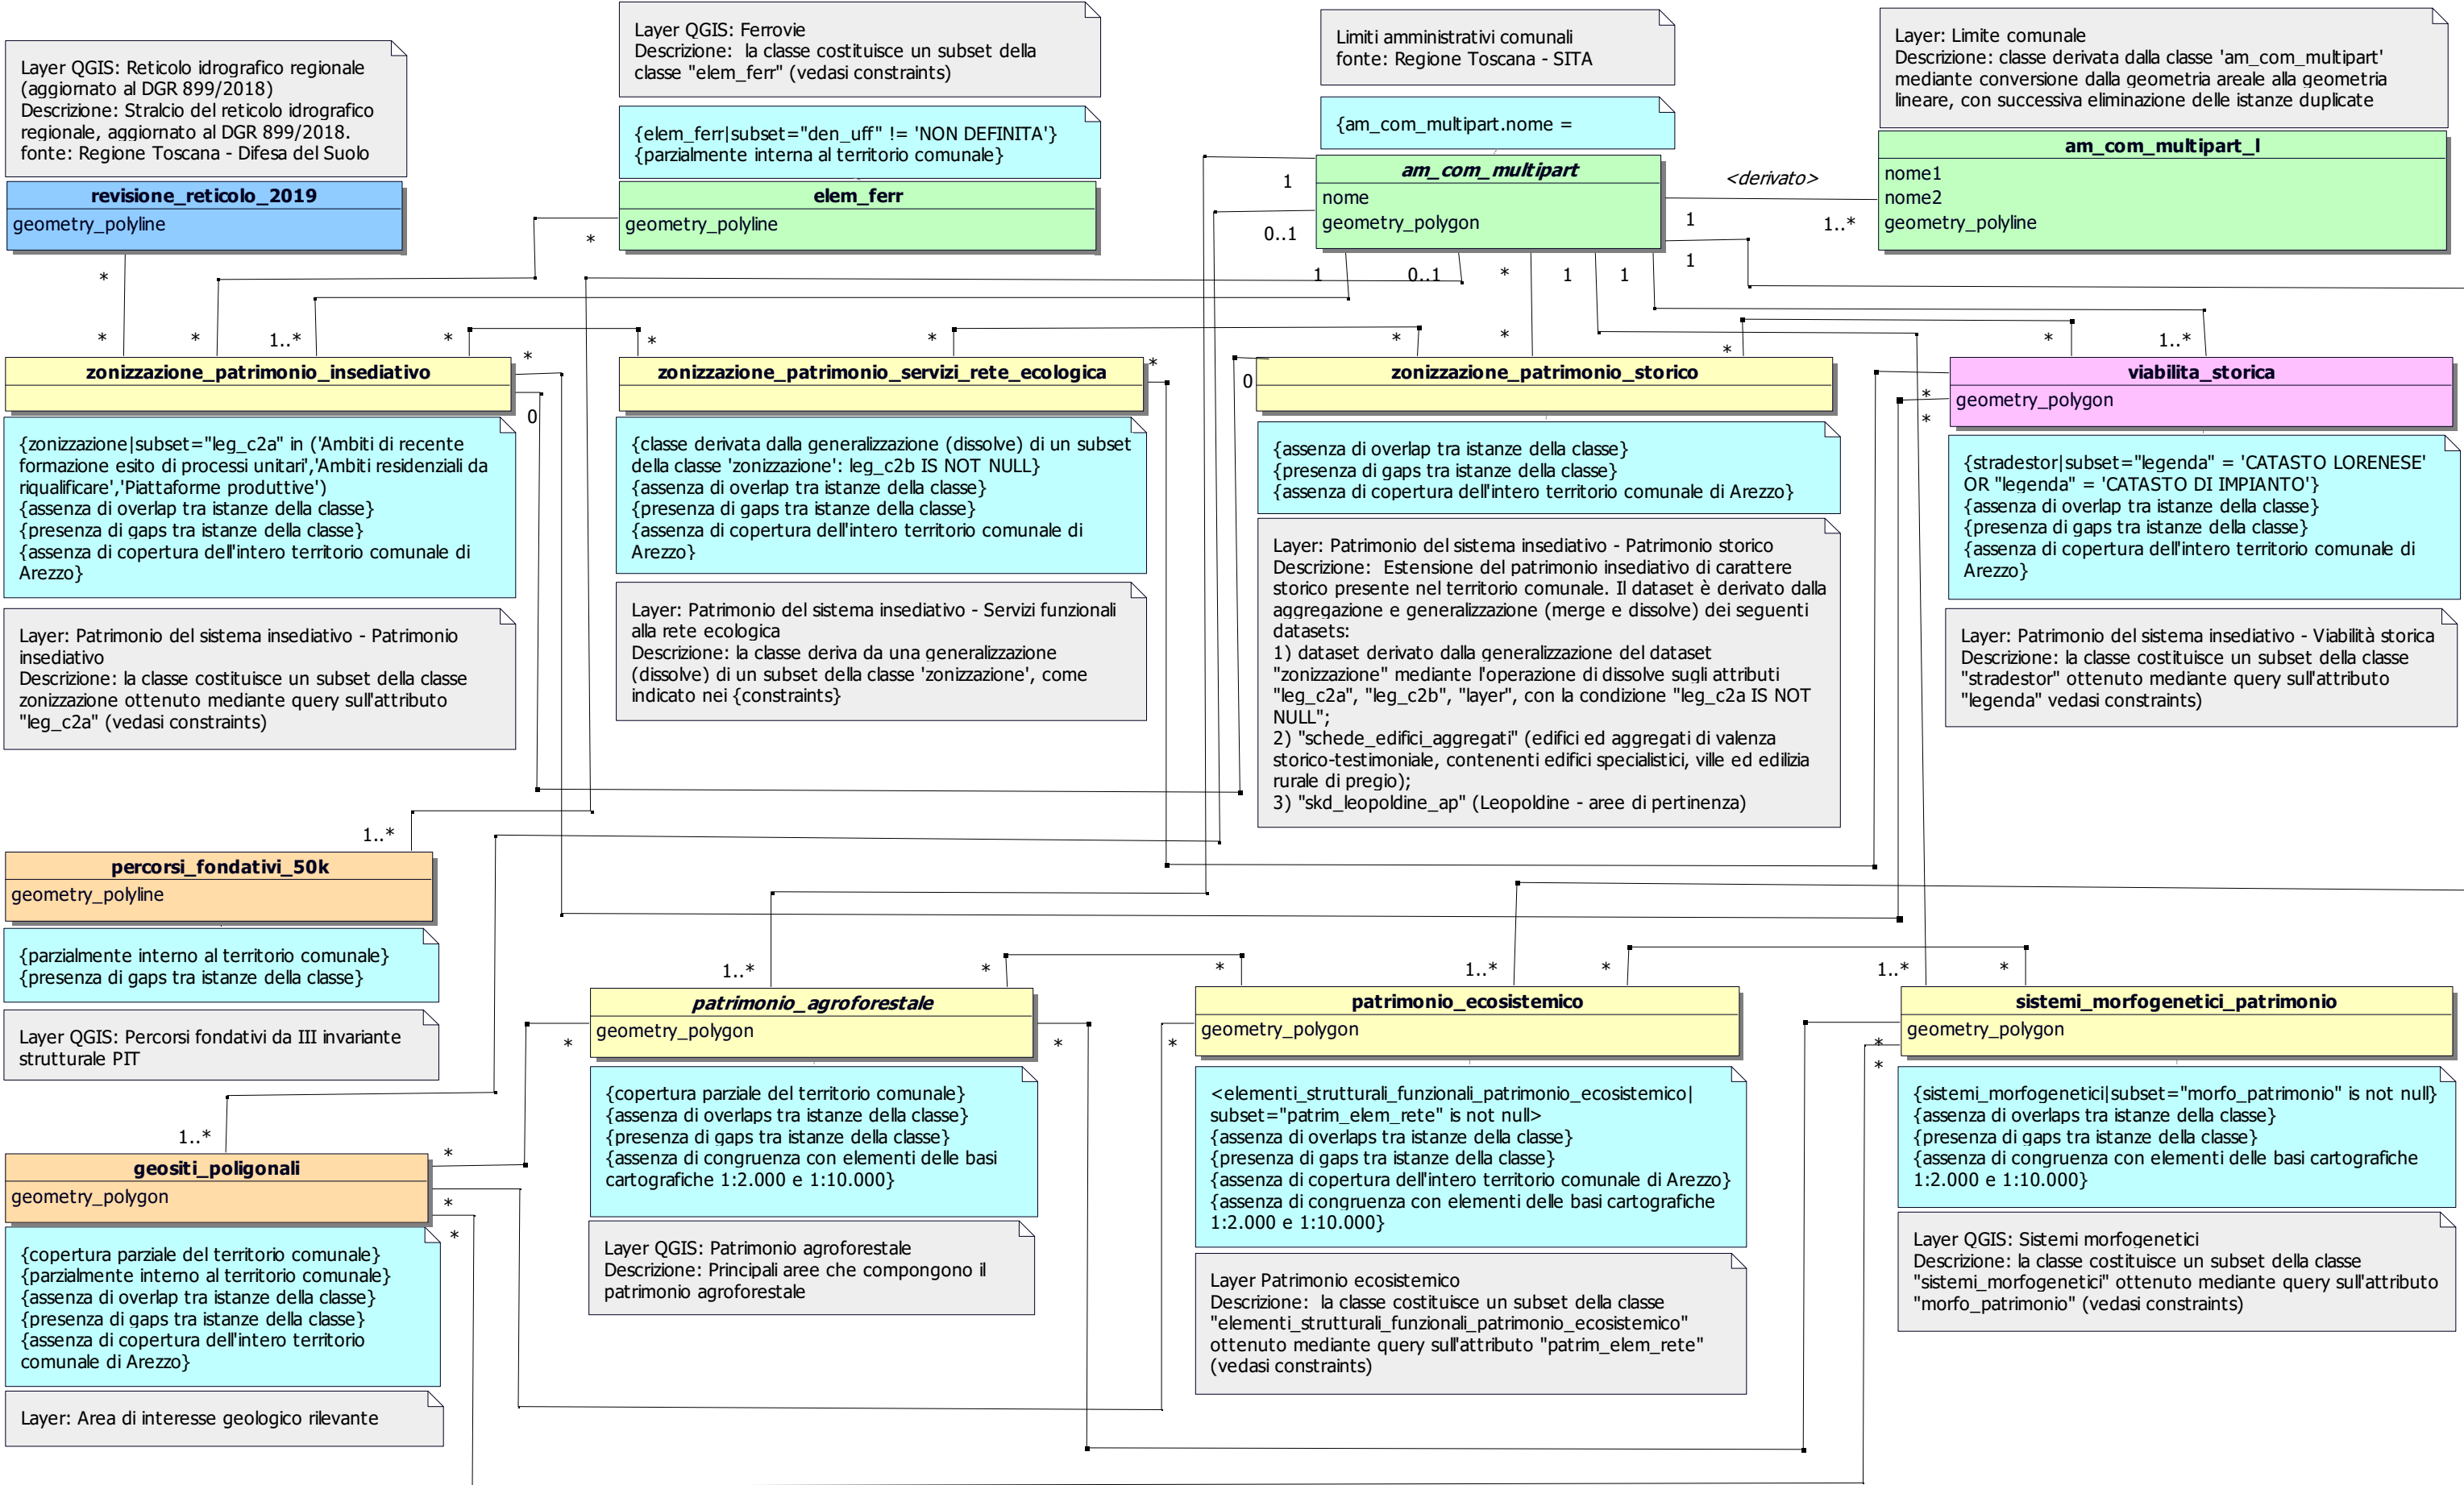 Layer QGIS: Reticolo idrografico regionale
(aggiornato al DGR 899/2018)
Descrizione: Stralcio del reticolo idrografico
regionale, aggiornato al DGR 899/2018.
fonte: Regione Toscana - Difesa del Suolo
revisione_reticolo_2019
geometry_polyline
Layer QGIS: Ferrovie
Descrizione:  la classe costituisce un subset della
classe "elem_ferr" (vedasi constraints)
{elem_ferr|subset="den_uff" != 'NON DEFINITA'}
{parzialmente interna al territorio comunale}
elem_ferr
geometry_polyline
Limiti amministrativi comunali
fonte: Regione Toscana - SITA
{am_com_multipart.nome =
am_com_multipart
nome
geometry_polygon
Layer: Limite comunale
Descrizione: classe derivata dalla classe 'am_com_multipart'
mediante conversione dalla geometria areale alla geometria
lineare, con successiva eliminazione delle istanze duplicate
am_com_multipart_l
nome1
nome2
geometry_polyline
<derivato>
1
1..*
1
0..1
*
1
1
0..1
*
1
1
*
*
*
1..*
*
*
*
*
*
*
*
*
1..*
*
zonizzazione_patrimonio_insediativo
0
{zonizzazione|subset="leg_c2a" in ('Ambiti di recente
formazione esito di processi unitari','Ambiti residenziali da
riqualificare','Piattaforme produttive')
{assenza di overlap tra istanze della classe}
{presenza di gaps tra istanze della classe}
{assenza di copertura dell'intero territorio comunale di
Arezzo}
Layer: Patrimonio del sistema insediativo - Patrimonio
insediativo
Descrizione: la classe costituisce un subset della classe
zonizzazione ottenuto mediante query sull'attributo
"leg_c2a" (vedasi constraints)
zonizzazione_patrimonio_servizi_rete_ecologica
{classe derivata dalla generalizzazione (dissolve) di un subset
della classe 'zonizzazione': leg_c2b IS NOT NULL}
{assenza di overlap tra istanze della classe}
{presenza di gaps tra istanze della classe}
{assenza di copertura dell'intero territorio comunale di
Arezzo}
Layer: Patrimonio del sistema insediativo - Servizi funzionali
alla rete ecologica
Descrizione: la classe deriva da una generalizzazione
(dissolve) di un subset della classe 'zonizzazione', come
indicato nei {constraints}
0
zonizzazione_patrimonio_storico
{assenza di overlap tra istanze della classe}
{presenza di gaps tra istanze della classe}
{assenza di copertura dell'intero territorio comunale di Arezzo}
Layer: Patrimonio del sistema insediativo - Patrimonio storico
Descrizione:  Estensione del patrimonio insediativo di carattere
storico presente nel territorio comunale. Il dataset è derivato dalla
aggregazione e generalizzazione (merge e dissolve) dei seguenti
datasets:
1) dataset derivato dalla generalizzazione del dataset
"zonizzazione" mediante l'operazione di dissolve sugli attributi
"leg_c2a", "leg_c2b", "layer", con la condizione "leg_c2a IS NOT
NULL";
2) "schede_edifici_aggregati" (edifici ed aggregati di valenza
storico-testimoniale, contenenti edifici specialistici, ville ed edilizia
rurale di pregio);
3) "skd_leopoldine_ap" (Leopoldine - aree di pertinenza)
viabilita_storica
geometry_polygon
*
*
{stradestor|subset="legenda" = 'CATASTO LORENESE'
OR "legenda" = 'CATASTO DI IMPIANTO'}
{assenza di overlap tra istanze della classe}
{presenza di gaps tra istanze della classe}
{assenza di copertura dell'intero territorio comunale di
Arezzo}
Layer: Patrimonio del sistema insediativo - Viabilità storica
Descrizione: la classe costituisce un subset della classe
"stradestor" ottenuto mediante query sull'attributo
"legenda" vedasi constraints)
1..*
percorsi_fondativi_50k
geometry_polyline
{parzialmente interno al territorio comunale}
{presenza di gaps tra istanze della classe}
Layer QGIS: Percorsi fondativi da III invariante
strutturale PIT
1..*
*
geositi_poligonali
geometry_polygon
*
*
{copertura parziale del territorio comunale}
{parzialmente interno al territorio comunale}
{assenza di overlap tra istanze della classe}
{presenza di gaps tra istanze della classe}
{assenza di copertura dell'intero territorio
comunale di Arezzo}
Layer: Area di interesse geologico rilevante
1..*
*
patrimonio_agroforestale
geometry_polygon
*
*
{copertura parziale del territorio comunale}
{assenza di overlaps tra istanze della classe}
{presenza di gaps tra istanze della classe}
{assenza di congruenza con elementi delle basi
cartografiche 1:2.000 e 1:10.000}
Layer QGIS: Patrimonio agroforestale
Descrizione: Principali aree che compongono il
patrimonio agroforestale
*
1..*
*
patrimonio_ecosistemico
geometry_polygon
*
<elementi_strutturali_funzionali_patrimonio_ecosistemico|
subset="patrim_elem_rete" is not null>
{assenza di overlaps tra istanze della classe}
{presenza di gaps tra istanze della classe}
{assenza di copertura dell'intero territorio comunale di Arezzo}
{assenza di congruenza con elementi delle basi cartografiche
1:2.000 e 1:10.000}
Layer Patrimonio ecosistemico
Descrizione:  la classe costituisce un subset della classe
"elementi_strutturali_funzionali_patrimonio_ecosistemico"
ottenuto mediante query sull'attributo "patrim_elem_rete"
(vedasi constraints)
1..*
*
sistemi_morfogenetici_patrimonio
geometry_polygon
*
*
{sistemi_morfogenetici|subset="morfo_patrimonio" is not null}
{assenza di overlaps tra istanze della classe}
{presenza di gaps tra istanze della classe}
{assenza di congruenza con elementi delle basi cartografiche
1:2.000 e 1:10.000}
Layer QGIS: Sistemi morfogenetici
Descrizione: la classe costituisce un subset della classe
"sistemi_morfogenetici" ottenuto mediante query sull'attributo
"morfo_patrimonio" (vedasi constraints)